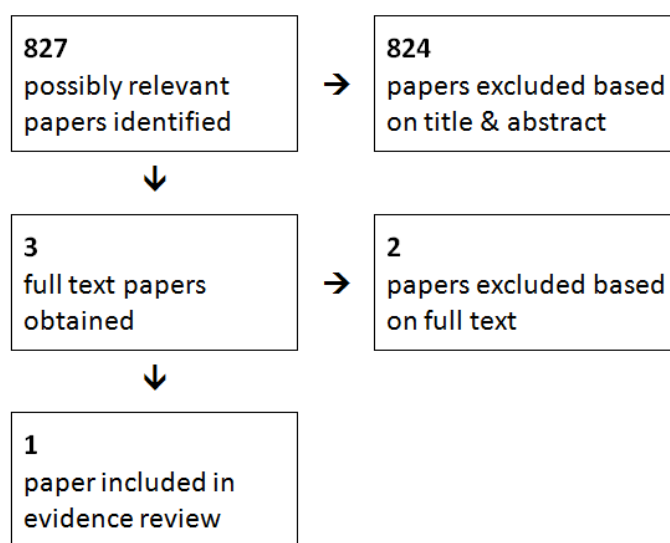 827
possibly relevant
papers identified
824
papers excluded based
on title & abstract
3
full text papers
obtained
2
papers excluded based
on full text
1
paper included in
evidence review